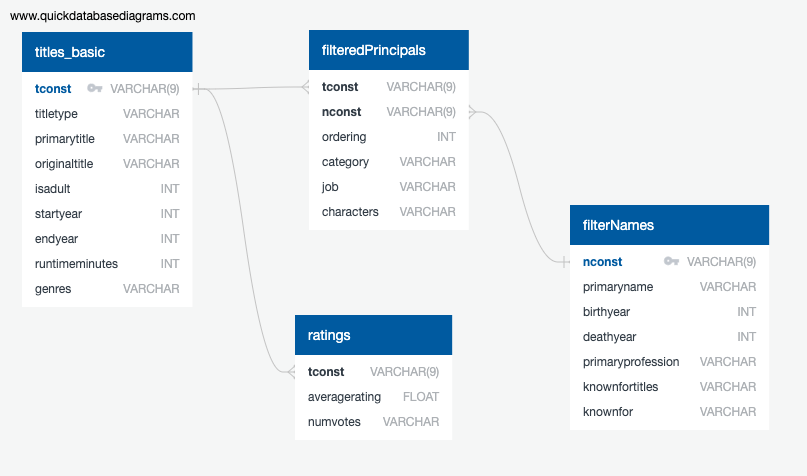 www.quickdatabasediagrams.com
titles_basic
tconst VARCHAR(9)
titletype VARCHAR
primarytitle VARCHAR
originaltitle VARCHAR
isadult INT
startyear INT
endyear INT
runtimeminutes INT
genres VARCHAR
filteredPrincipals
tconst VARCHAR(9)
nconst VARCHAR(9)
ordering INT
category VARCHAR
job VARCHAR
characters VARCHAR
filterNames
nconst VARCHAR(9)
primaryname VARCHAR
birthyear INT
deathyear INT
primaryprofession VARCHAR
knownfortitles VARCHAR
knownfor VARCHAR
ratings
tconst VARCHAR(9)
averagerating FLOAT
numvotes VARCHAR